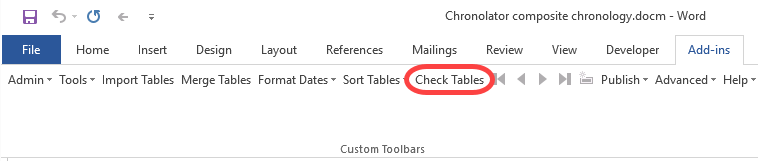 Chronolator composite chronology.docm - Word
File Home Insert Design Layout References Mailings Review View Developer Add-ins
Admin Tools Import Tables Merge Tables Format Dates Sort Tables Check Tables Publish Advanced Help
Custom Toolbars